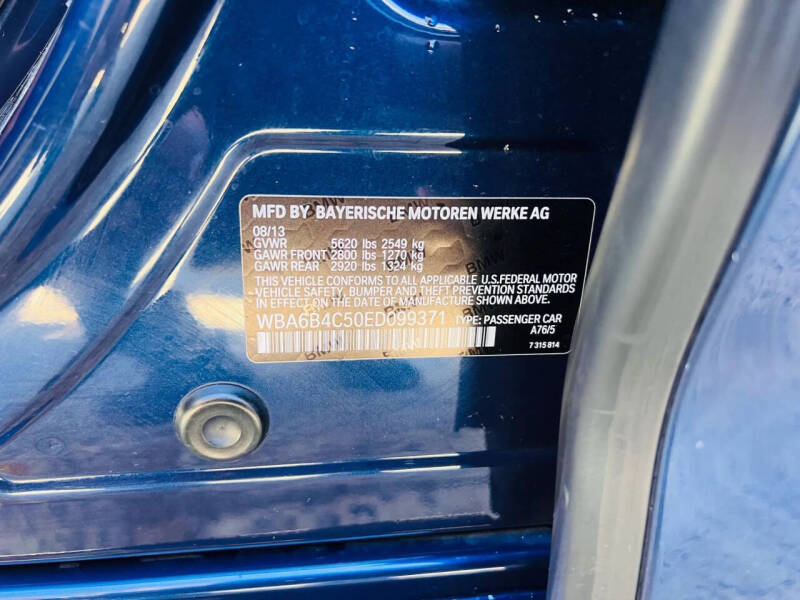 MFD BY BAYERISCHE MOTOREN WERKE AG
08/13
GVWR 5620 lbs 2549 kg
GAWR FRONT 2800 lbs 1270 kg
GAWR REAR 2920 lbs 1324 kg
THIS VEHICLE CONFORMS TO ALL APPLICABLE U.S.FEDERAL MOTOR
VEHICLE SAFETY, BUMPER AND THEFT PREVENTION STANDARDS
IN EFFECT ON THE DATE OF MANUFACTURE SHOWN ABOVE.
WBA6B4C50ED099371 TYPE: PASSENGER CAR
A76/5
7 315 814